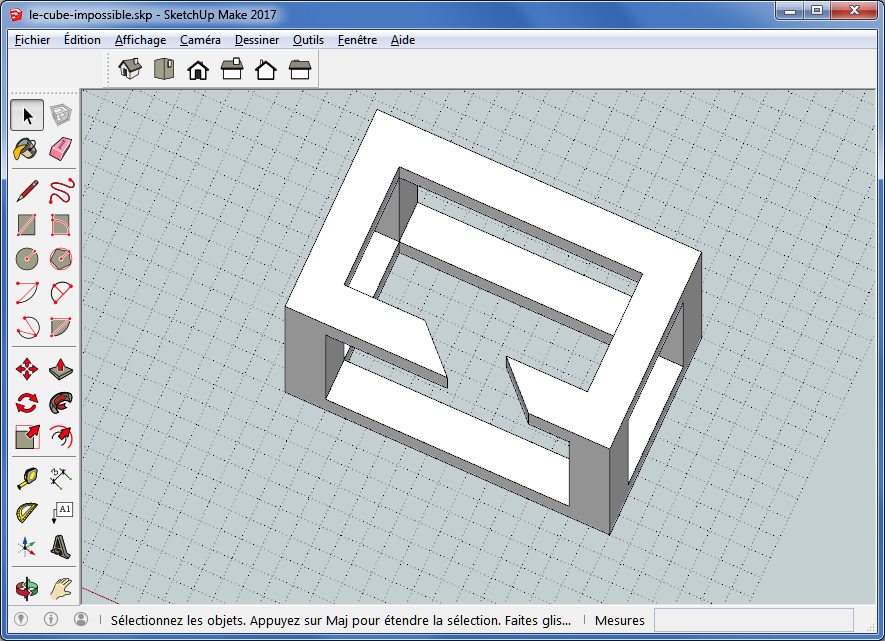 le-cube-impossible.skp - SketchUp Make 2017
Fichier Édition Affichage Caméra Dessiner Outils Fenêtre Aide
A1
Sélectionnez les objets. Appuyez sur Maj pour étendre la sélection. Faites glis... Mesures